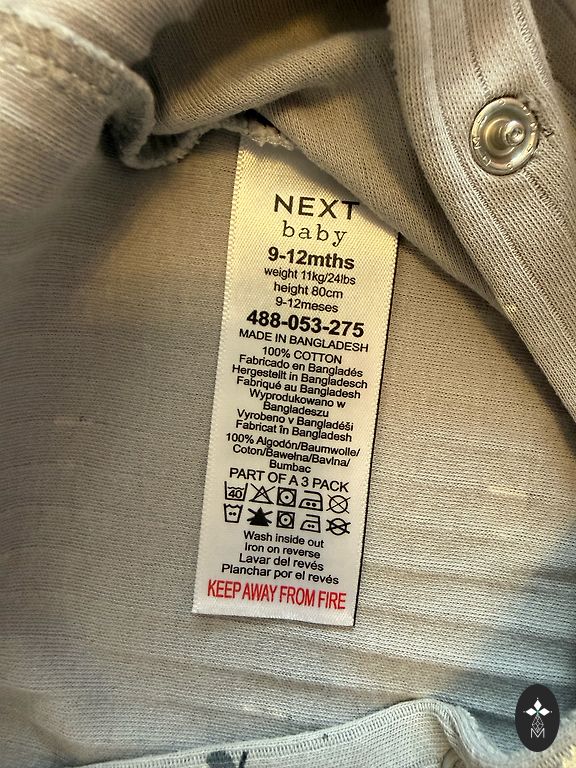 NEXT
baby
9-12mths
weight 11kg/24lbs
height 80cm
9-12meses
488-053-275
MADE IN BANGLADESH
100% COTTON
Fabricado en Bangladés
Hergestellt in Bangladesch
Fabriqué au Bangladesh
Wyprodukowano w
Bangladeszu
Vyrobeno v Bangladéši
Fabricat în Bangladesh
100% Algodón/Baumwolle/
Coton/Bawełna/Bavlna/
Bumbac
PART OF A 3 PACK
40
Wash inside out
Iron on reverse
Lavar del revés
Planchar por el revés
KEEP AWAY FROM FIRE
M